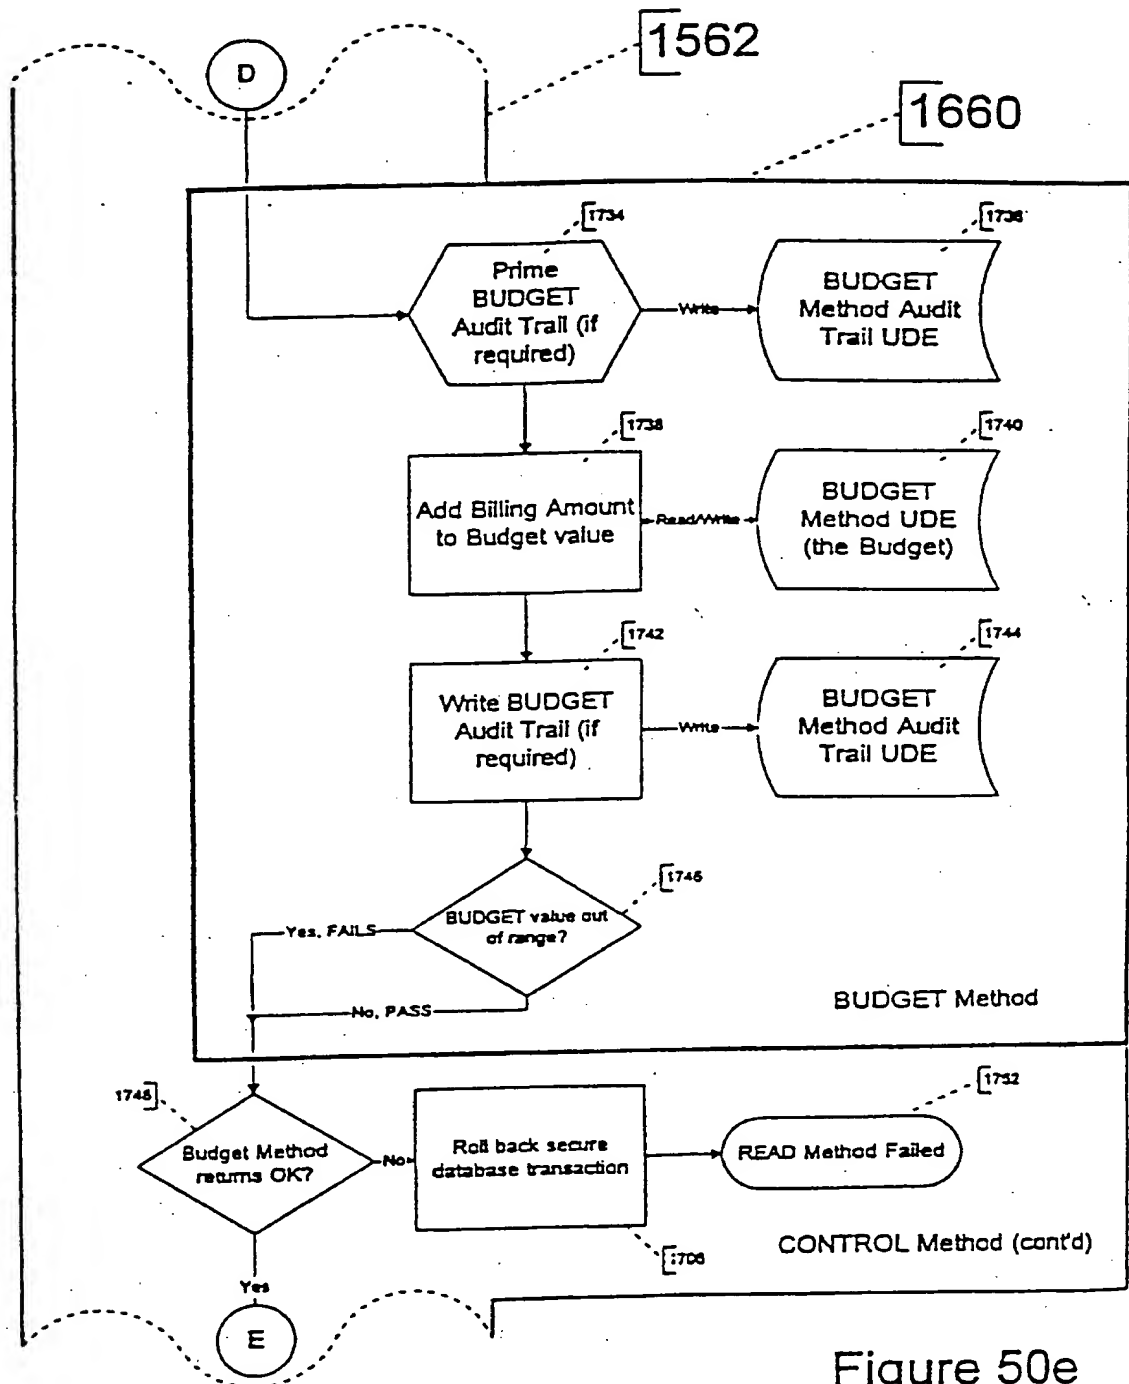 D
1562
1660
1734
Prime
BUDGET
Audit Trail (if
required)
Write
1736
BUDGET
Method Audit
Trail UDE
1738
Add Billing Amount
to Budget value
Read/Write
1740
BUDGET
Method UDE
(the Budget)
1742
Write BUDGET
Audit Trail (if
required)
Write
1744
BUDGET
Method Audit
Trail UDE
1746
BUDGET value out
of range?
Yes, FAILS
No, PASS
BUDGET Method
1748
Budget Method
returns OK?
No
Roll back secure
database transaction
READ Method Failed
1752
CONTROL Method (cont'd)
Yes
E
Figure 50e